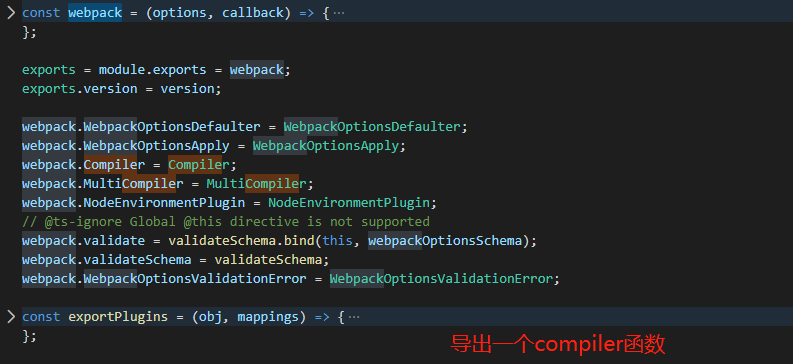 const webpack = (options, callback) => {…
};
exports = module.exports = webpack;
exports.version = version;
webpack.WebpackOptionsDefaulter = WebpackOptionsDefaulter;
webpack.WebpackOptionsApply = WebpackOptionsApply;
webpack.Compiler = Compiler;
webpack.MultiCompiler = MultiCompiler;
webpack.NodeEnvironmentPlugin = NodeEnvironmentPlugin;
// @ts-ignore Global @this directive is not supported
webpack.validate = validateSchema.bind(this, webpackOptionsSchema);
webpack.validateSchema = validateSchema;
webpack.WebpackOptionsValidationError = WebpackOptionsValidationError;
const exportPlugins = (obj, mappings) => {…
};
导出一个compiler函数